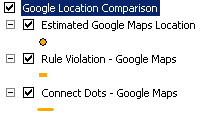 Google Location Comparison
Estimated Google Maps Location
Rule Violation - Google Maps
Connect Dots - Google Maps